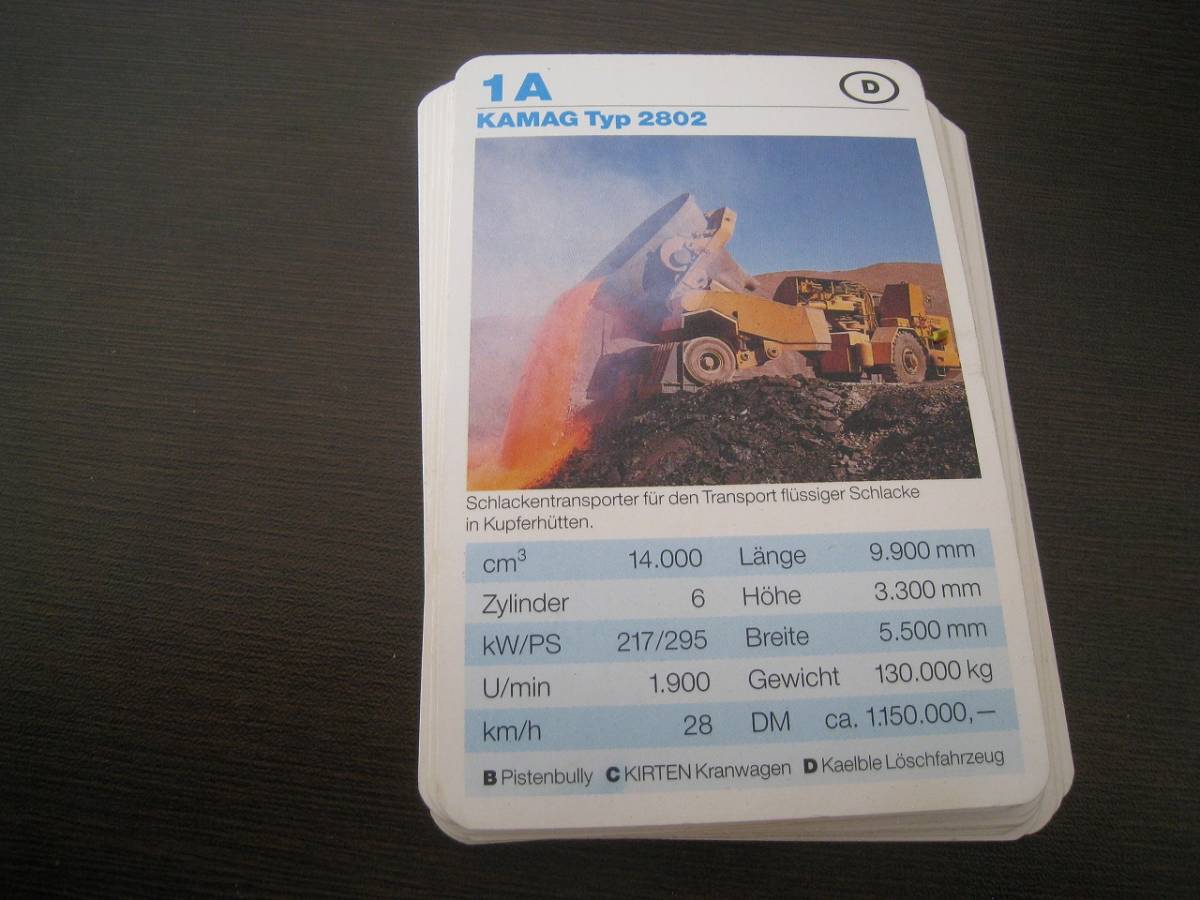 1A D
KAMAG Typ 2802
Schlackentransporter für den Transport flüssiger Schlacke
in Kupferhütten.
cm³ 14.000 Länge 9.900 mm
Zylinder 6 Höhe 3.300 mm
kW/PS 217/295 Breite 5.500 mm
U/min 1.900 Gewicht 130.000 kg
km/h 28 DM ca. 1.150.000,—
B Pistenbully C KIRTEN Kranwagen D Kaelble Löschfahrzeug